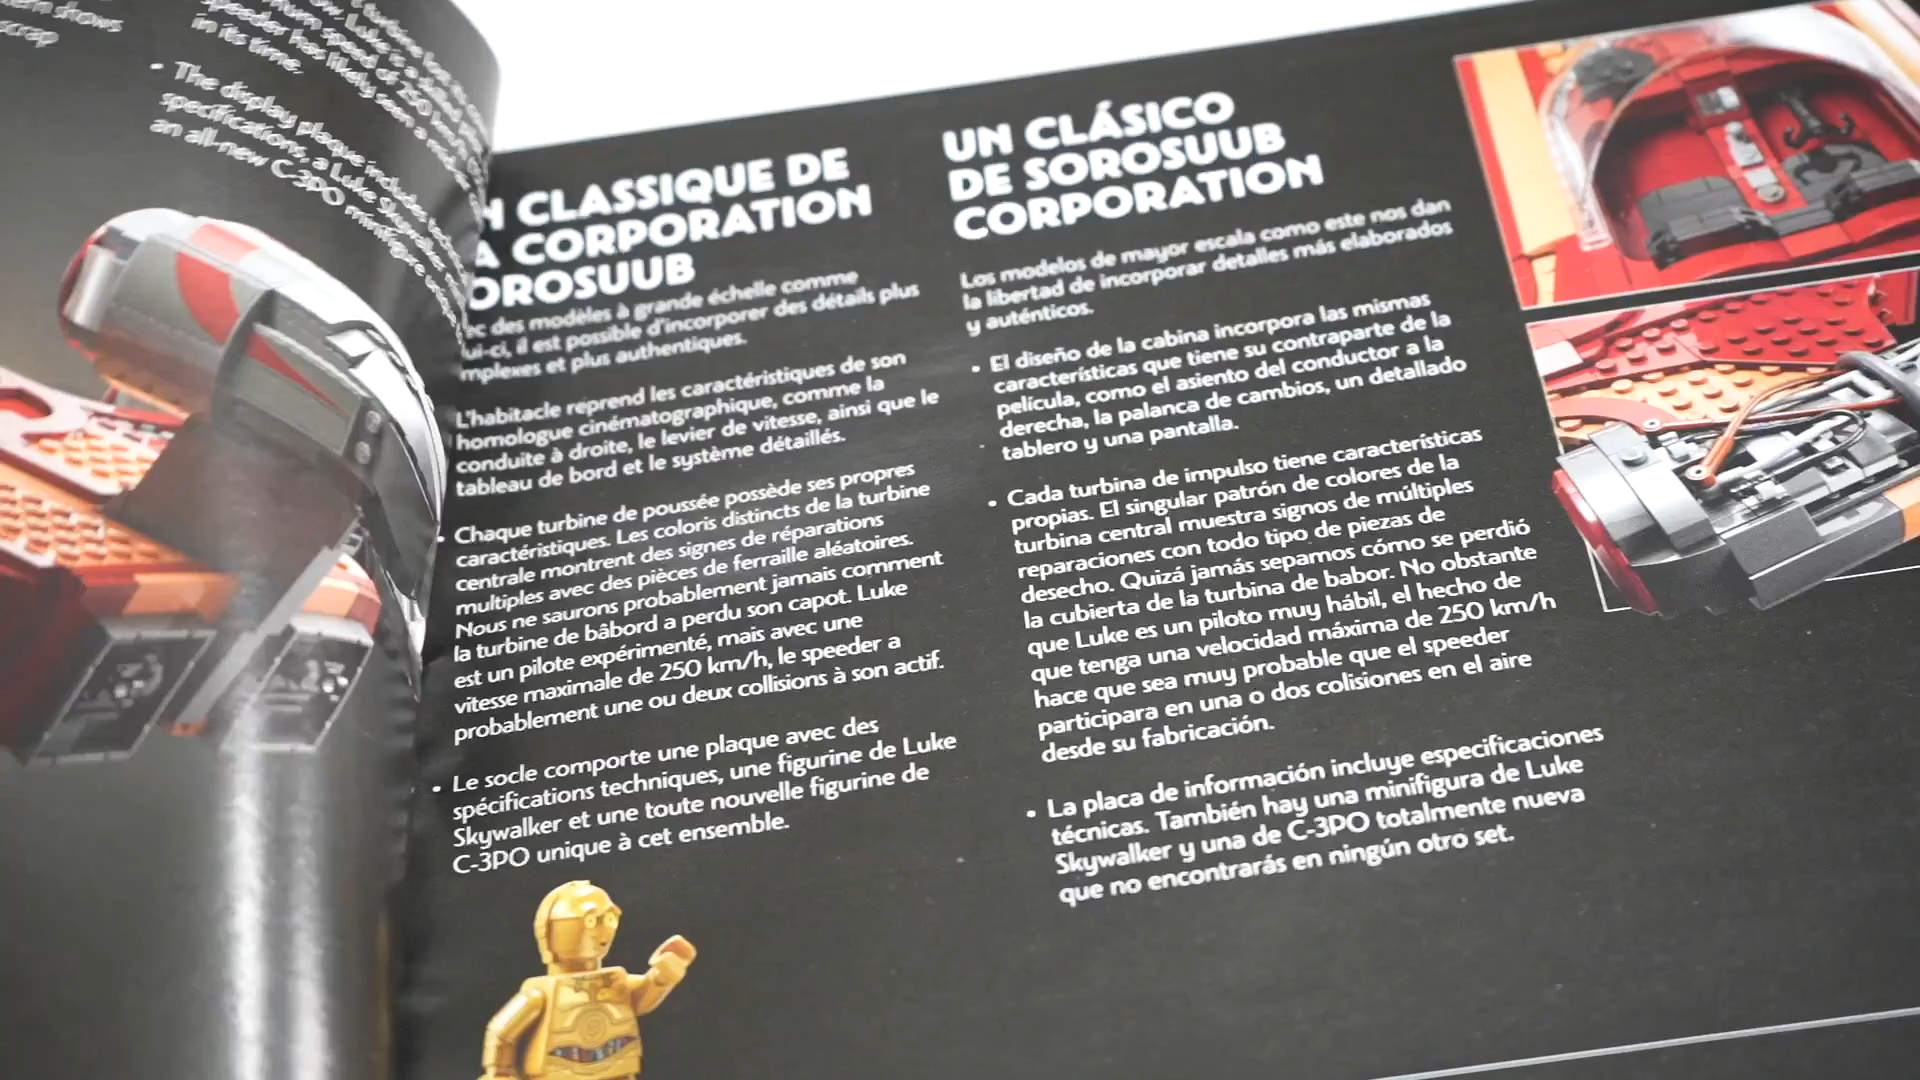 scrap
in its time.
• The display plaque includes
specifications, a Luke Skywalker
an all-new C-3PO minifigure
CLASSIQUE DE
A CORPORATION
OROSUUB
ec des modèles à grande échelle comme
lui-ci, il est possible d'incorporer des détails plus
mplexes et plus authentiques.
L'habitacle reprend les caractéristiques de son
homologue cinématographique, comme la
conduite à droite, le levier de vitesse, ainsi que le
tableau de bord et le système détaillés.
• Chaque turbine de poussée possède ses propres
caractéristiques. Les coloris distincts de la turbine
centrale montrent des signes de réparations
multiples avec des pièces de ferraille aléatoires.
Nous ne saurons probablement jamais comment
la turbine de bâbord a perdu son capot. Luke
est un pilote expérimenté, mais avec une
vitesse maximale de 250 km/h, le speeder a
probablement une ou deux collisions à son actif.
• Le socle comporte une plaque avec des
spécifications techniques, une figurine de Luke
Skywalker et une toute nouvelle figurine de
C-3PO unique à cet ensemble.
UN CLÁSICO
DE SOROSUUB
CORPORATION
Los modelos de mayor escala como este nos dan
la libertad de incorporar detalles más elaborados
y auténticos.
• El diseño de la cabina incorpora las mismas
características que tiene su contraparte de la
película, como el asiento del conductor a la
derecha, la palanca de cambios, un detallado
tablero y una pantalla.
• Cada turbina de impulso tiene características
propias. El singular patrón de colores de la
turbina central muestra signos de múltiples
reparaciones con todo tipo de piezas de
desecho. Quizá jamás sepamos cómo se perdió
la cubierta de la turbina de babor. No obstante
que Luke es un piloto muy hábil, el hecho de
que tenga una velocidad máxima de 250 km/h
hace que sea muy probable que el speeder
participara en una o dos colisiones en el aire
desde su fabricación.
• La placa de información incluye especificaciones
técnicas. También hay una minifigura de Luke
Skywalker y una de C-3PO totalmente nueva
que no encontrarás en ningún otro set.